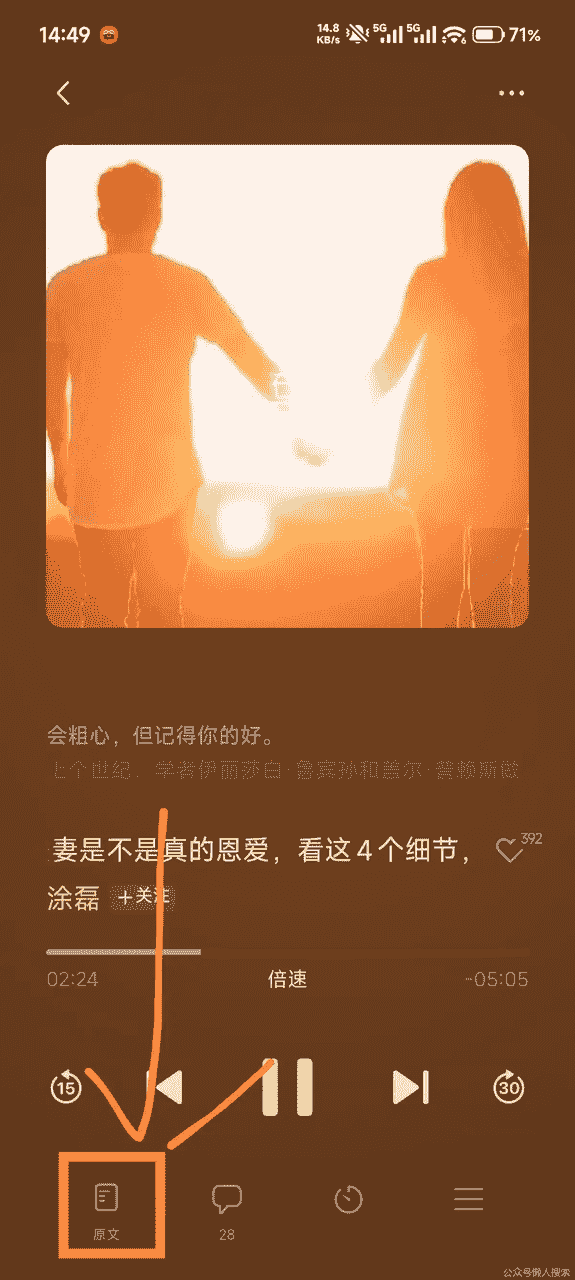 14:49
14.8 KB/s 5G 5G 6 71%
会粗心，但记得你的好。
上个世纪，学者伊丽莎白·鲁宾孙和盖尔·普赖斯做
妻是不是真的恩爱，看这4个细节， 392
涂磊 +关注
02:24 倍速 -05:05
15 30
原文 28
公众号懒人搜索